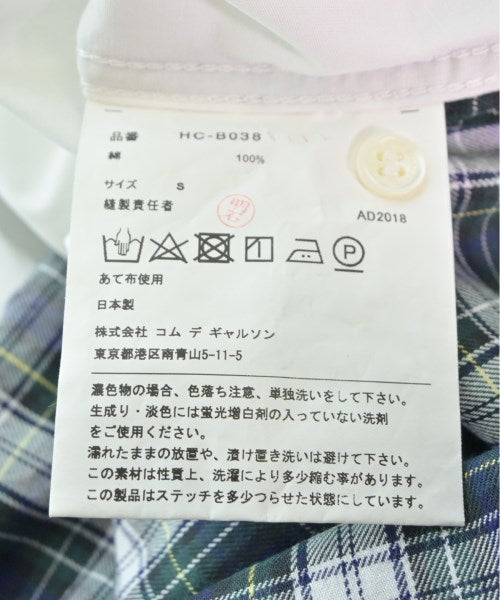 品番 HC-B038
綿 100%
サイズ S
縫製責任者
AD2018
P
あて布使用
日本製
株式会社 コム デ ギャルソン
東京都港区南青山5-11-5
濃色物の場合、色落ち注意、単独洗いをして下さい。
生成り・淡色には蛍光増白剤の入っていない洗剤
をご使用ください。
濡れたままの放置や、漬け置き洗いは避けて下さい。
この素材は性質上、洗濯により多少縮む事があります。
この製品はステッチを多少つらせた状態にしています。